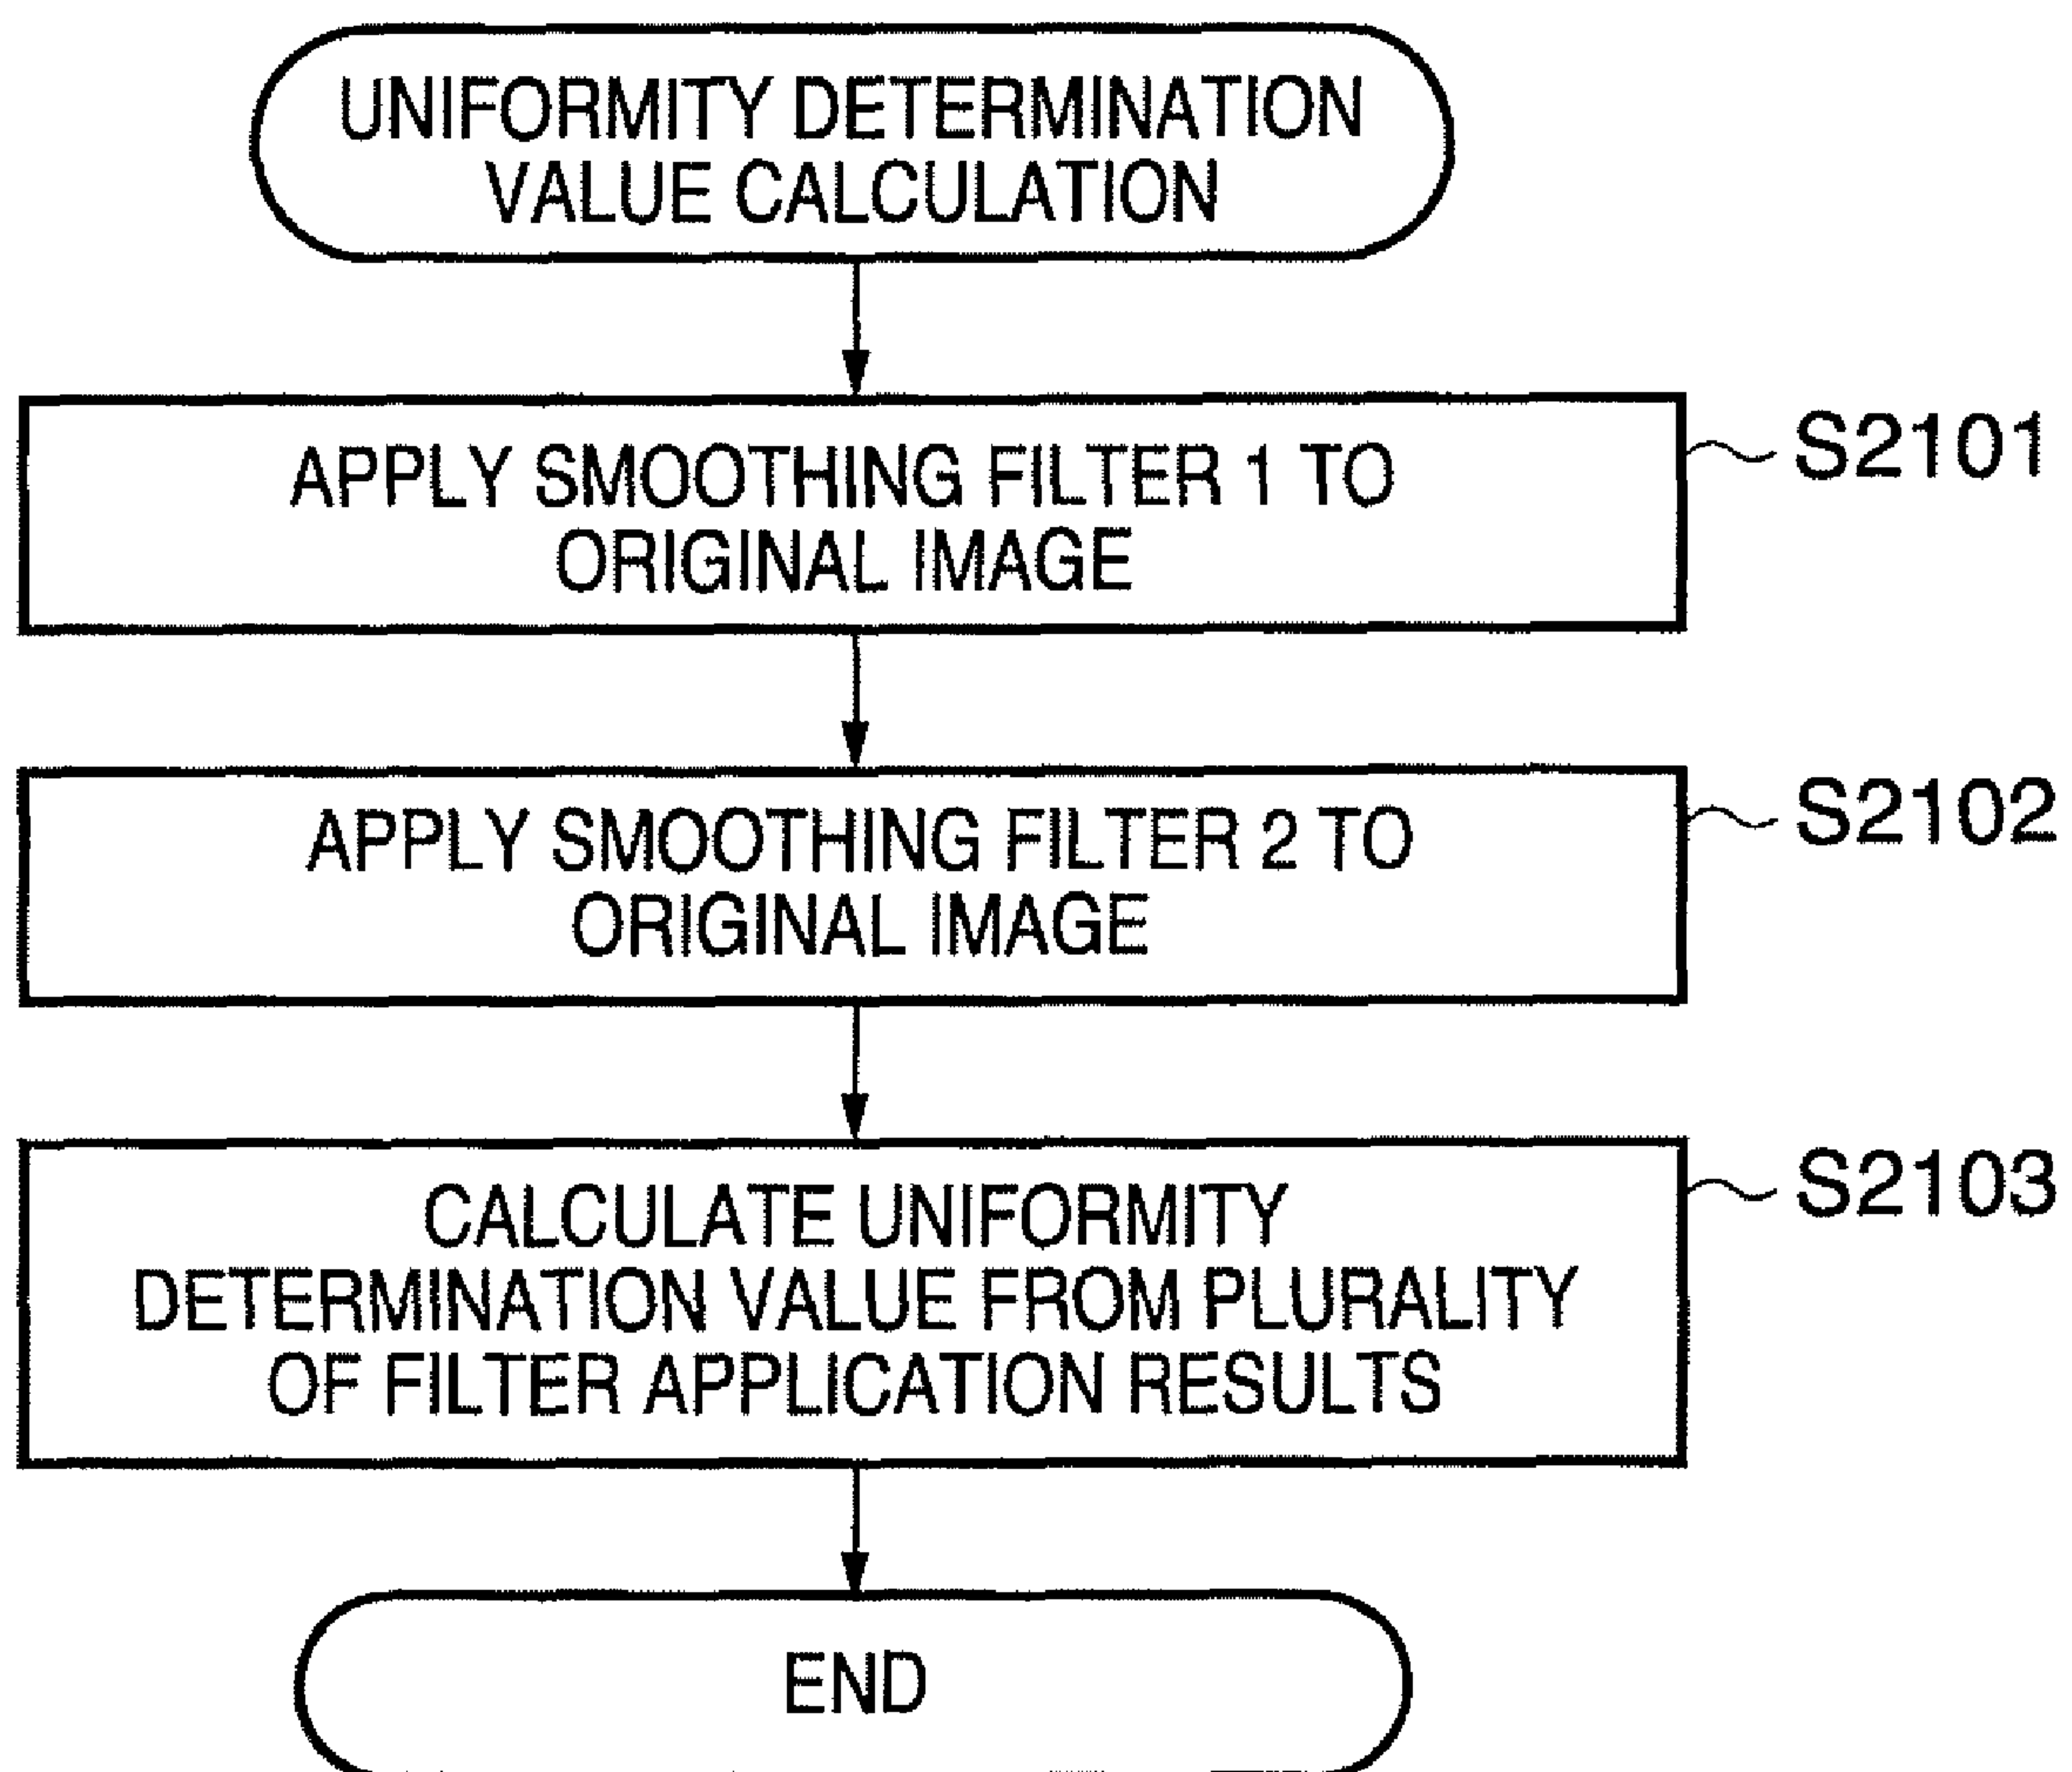 UNIFORMITY DETERMINATION
VALUE CALCULATION
APPLY SMOOTHING FILTER 1 TO
ORIGINAL IMAGE
S2101
APPLY SMOOTHING FILTER 2 TO
ORIGINAL IMAGE
S2102
CALCULATE UNIFORMITY
DETERMINATION VALUE FROM PLURALITY
OF FILTER APPLICATION RESULTS
S2103
END